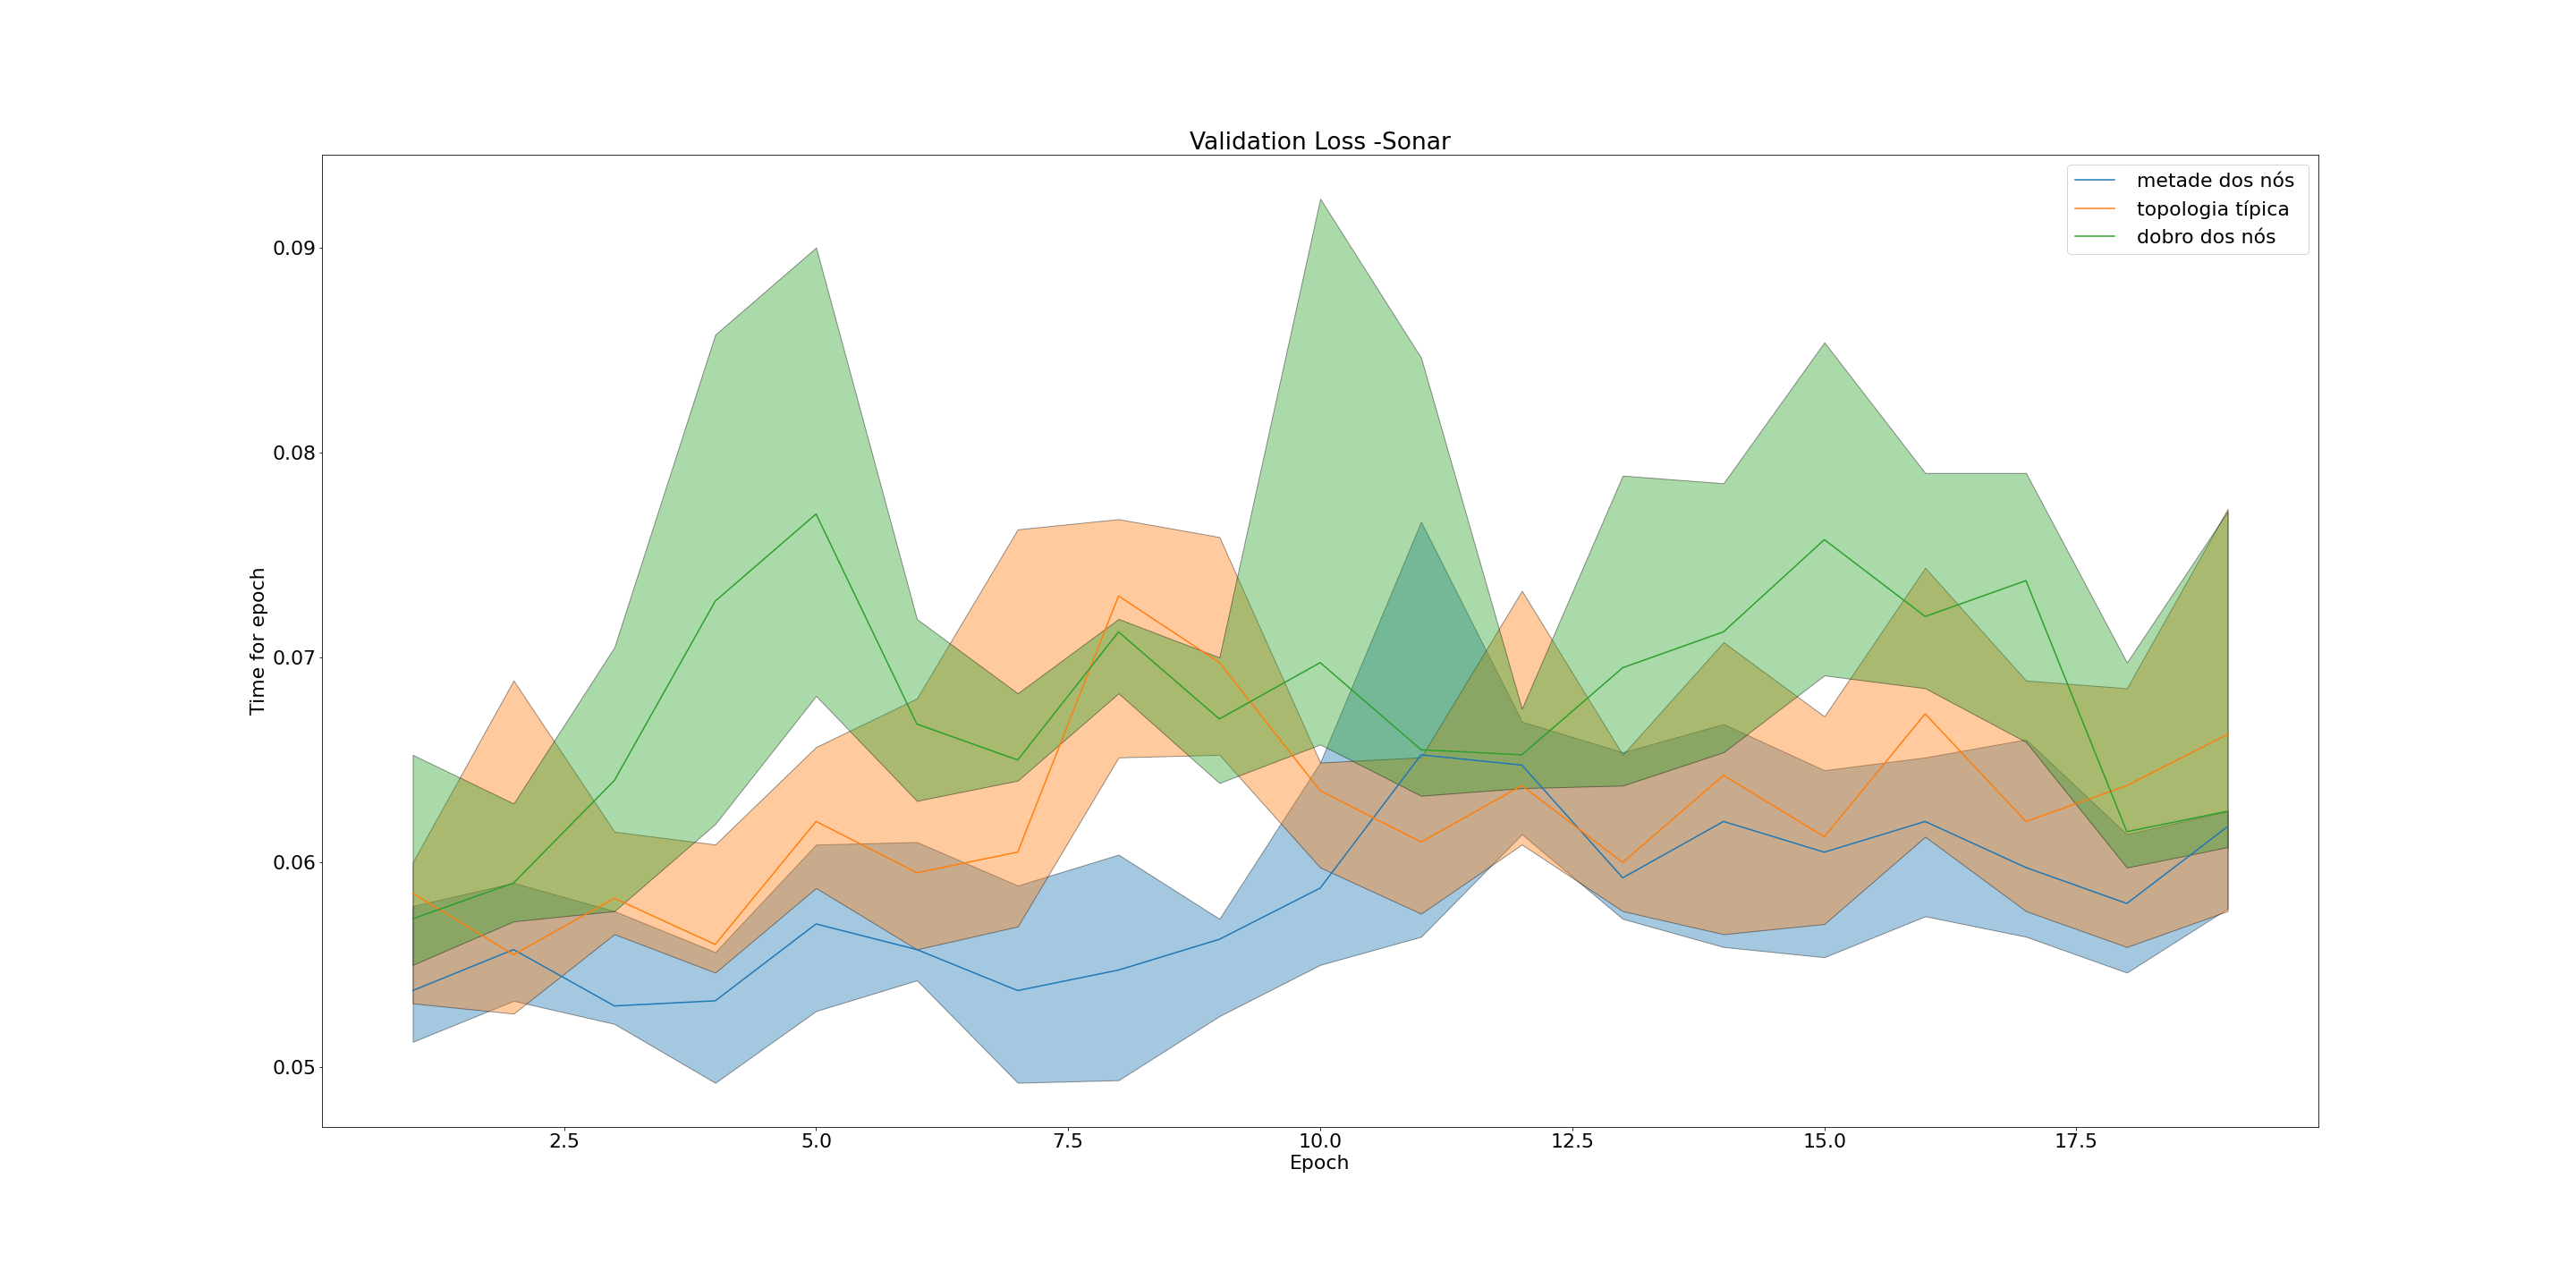 Validation Loss -Sonar
metade dos nós
topologia típica
dobro dos nós
Time for epoch
0.09
0.08
0.07
0.06
0.05
2.5 5.0 7.5 10.0 12.5 15.0 17.5
Epoch